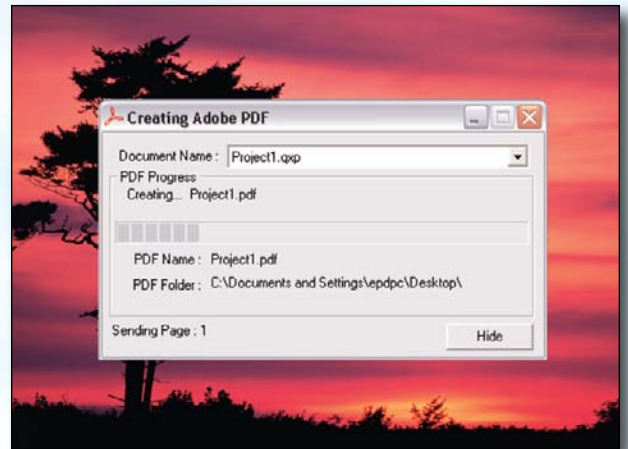 Creating Adobe PDF
Document Name : Project1.qxp
PDF Progress
Creating... Project1.pdf
PDF Name : Project1.pdf
PDF Folder : C:\Documents and Settings\epdpc\Desktop\
Sending Page : 1
Hide